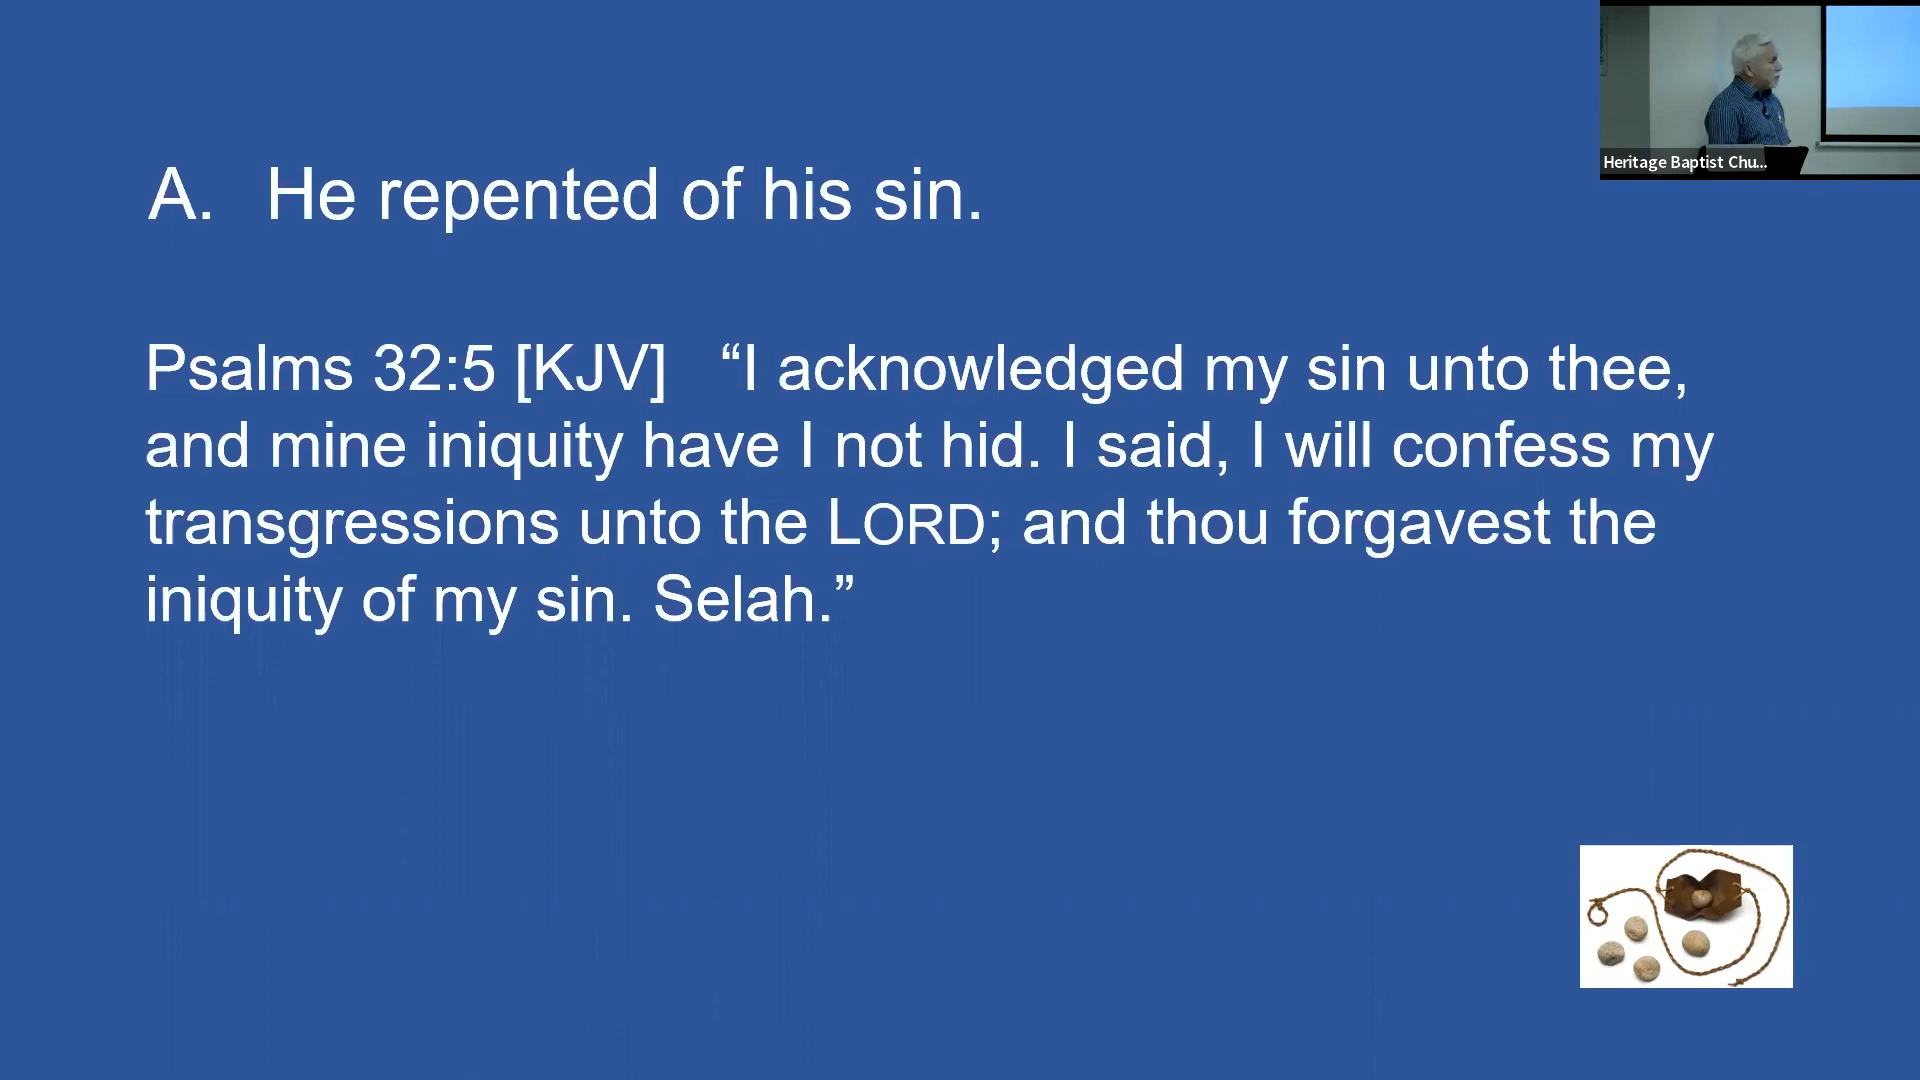 Heritage Baptist Chu...
A. He repented of his sin.
Psalms 32:5 [KJV] “I acknowledged my sin unto thee,
and mine iniquity have I not hid. I said, I will confess my
transgressions unto the LORD; and thou forgavest the
iniquity of my sin. Selah.”